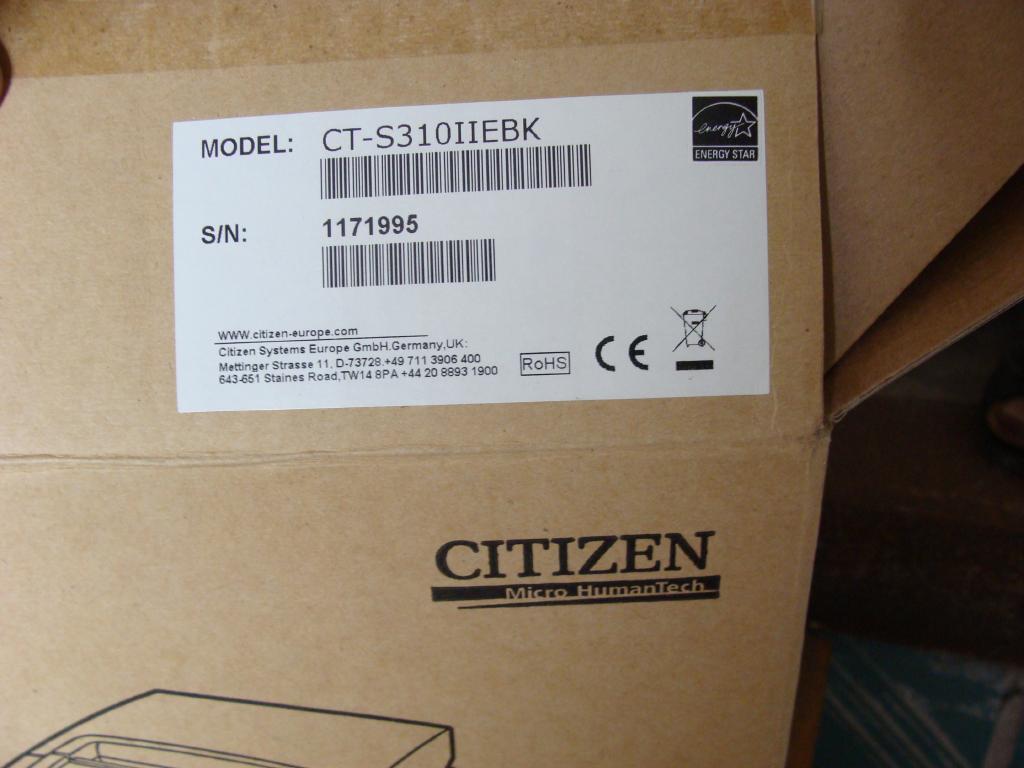 MODEL: CT-S310IIEBK
energy
ENERGY STAR
S/N: 1171995
www.citizen-europe.com
Citizen Systems Europe GmbH.Germany,UK:
Mettinger Strasse 11, D-73728.+49 711 3906 400
643-651 Staines Road,TW14 8PA +44 20 8893 1900
RoHS
CE
CITIZEN
Micro HumanTech